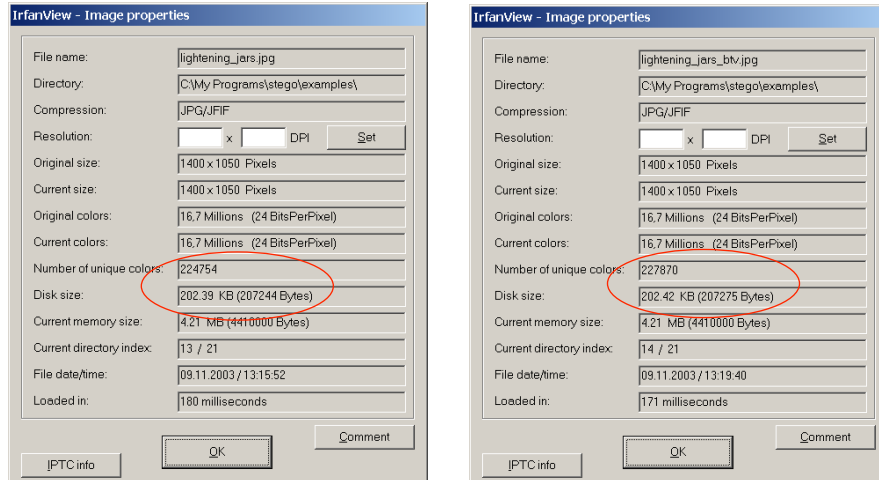 IrfanView - Image properties
File name: lightening_jars.jpg
Directory: C:\My Programs\stego\examples\
Compression: JPG/JFIF
Resolution: x DPI Set
Original size: 1400 x 1050 Pixels
Current size: 1400 x 1050 Pixels
Original colors: 16,7 Millions (24 BitsPerPixel)
Current colors: 16,7 Millions (24 BitsPerPixel)
Number of unique colors: 224754
Disk size: 202.39 KB (207244 Bytes)
Current memory size: 4.21 MB (4410000 Bytes)
Current directory index: 13 / 21
File date/time: 09.11.2003 / 13:15:52
Loaded in: 180 milliseconds
Comment
OK
IPTC info
IrfanView - Image properties
File name: lightening_jars_btv.jpg
Directory: C:\My Programs\stego\examples\
Compression: JPG/JFIF
Resolution: x DPI Set
Original size: 1400 x 1050 Pixels
Current size: 1400 x 1050 Pixels
Original colors: 16,7 Millions (24 BitsPerPixel)
Current colors: 16,7 Millions (24 BitsPerPixel)
Number of unique colors: 227870
Disk size: 202.42 KB (207275 Bytes)
Current memory size: 4.21 MB (4410000 Bytes)
Current directory index: 14 / 21
File date/time: 09.11.2003 / 13:19:40
Loaded in: 171 milliseconds
Comment
OK
IPTC info